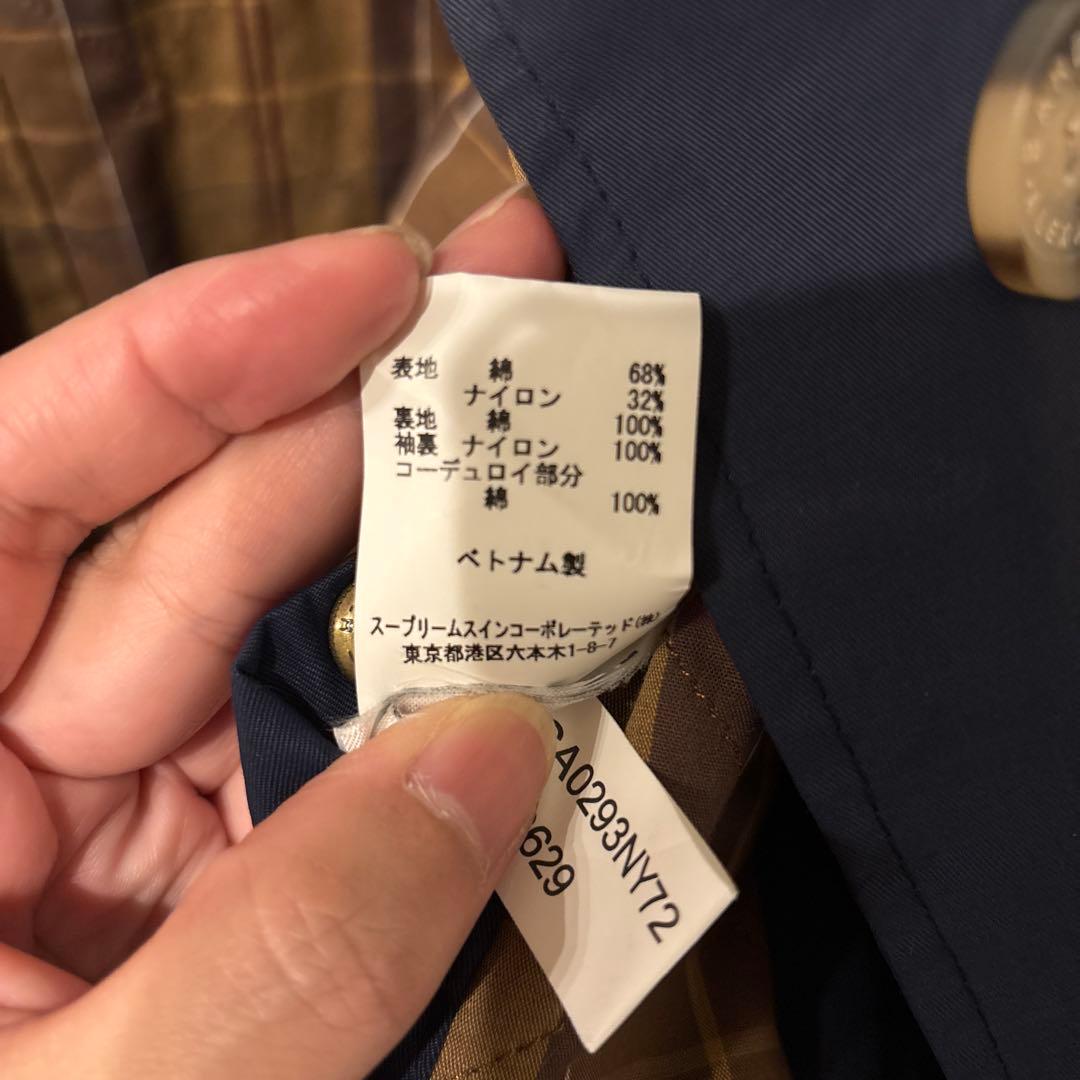 表地 綿 68%
ナイロン 32%
裏地 綿 100%
袖裏 ナイロン 100%
コーデュロイ部分
綿 100%
ベトナム製
スープリームスインコーポレーテッド(株)
東京都港区六本木1-8-7
A0293NY72
629